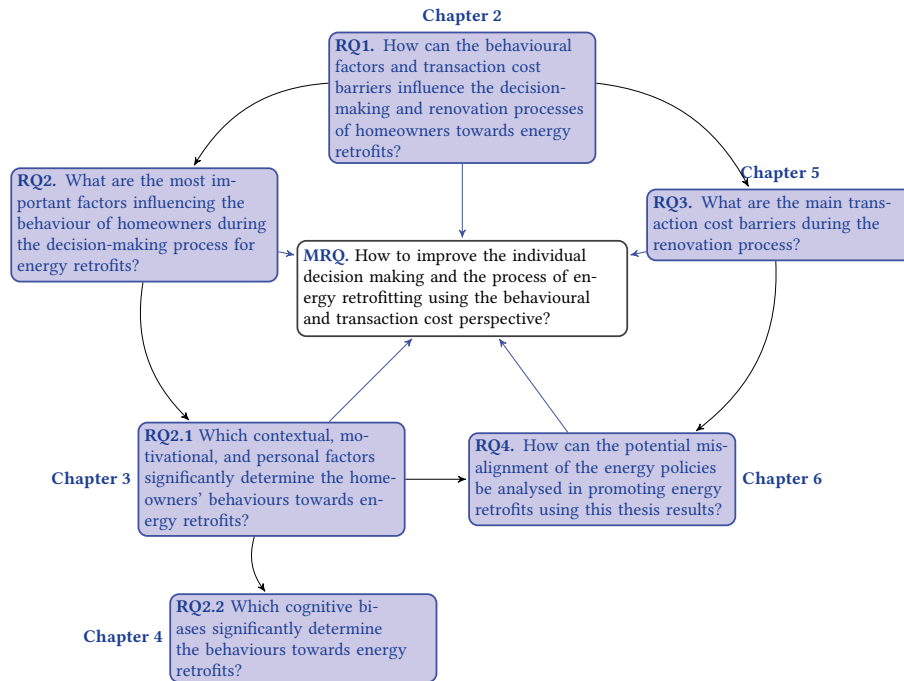 Chapter 2
RQ1. How can the behavioural
factors and transaction cost
barriers influence the decision-
making and renovation processes
of homeowners towards energy
retrofits?
RQ2. What are the most im-
portant factors influencing the
behaviour of homeowners during
the decision-making process for
energy retrofits?
Chapter 5
RQ3. What are the main trans-
action cost barriers during the
renovation process?
MRQ. How to improve the individual
decision making and the process of en-
ergy retrofitting using the behavioural
and transaction cost perspective?
Chapter 3
RQ2.1 Which contextual, mo-
tivational, and personal factors
significantly determine the home-
owners' behaviours towards en-
ergy retrofits?
RQ4. How can the potential mis-
alignment of the energy policies
be analysed in promoting energy
retrofits using this thesis results?
Chapter 6
Chapter 4
RQ2.2 Which cognitive bi-
ases significantly determine
the behaviours towards energy
retrofits?